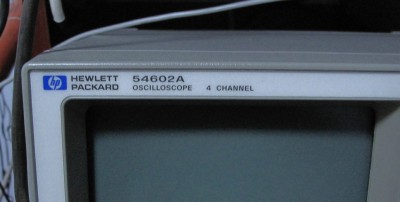 hp HEWLETT PACKARD 54602A
OSCILLOSCOPE 4 CHANNEL